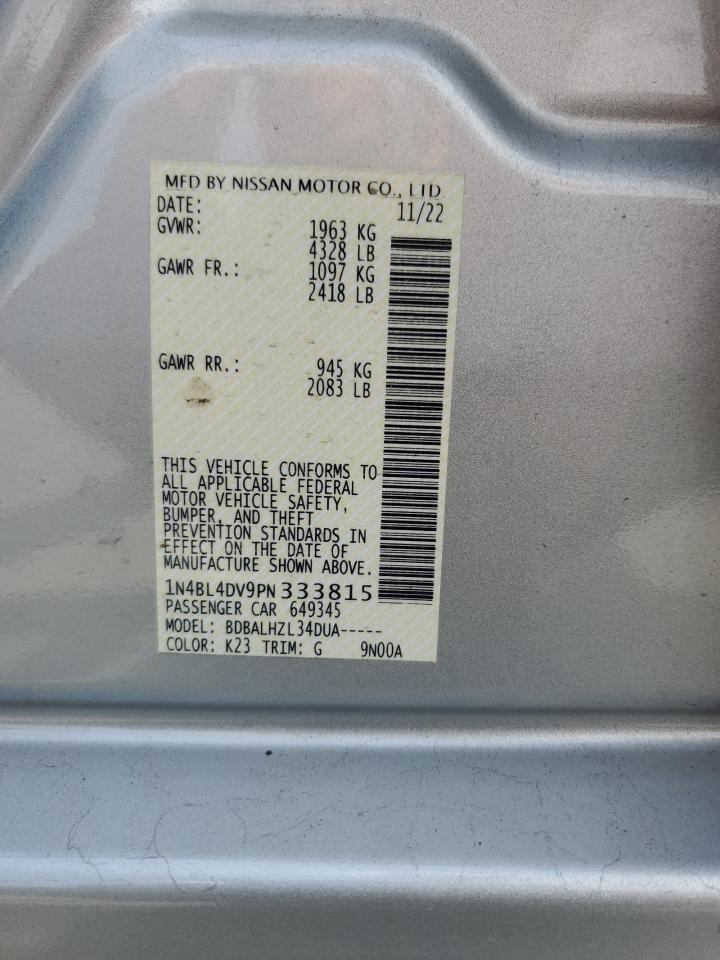 MFD BY NISSAN MOTOR CO., LTD.
DATE: 11/22
GVWR: 1963 KG
4328 LB
GAWR FR.: 1097 KG
2418 LB
GAWR RR.: 945 KG
2083 LB
THIS VEHICLE CONFORMS TO
ALL APPLICABLE FEDERAL
MOTOR VEHICLE SAFETY,
BUMPER, AND THEFT
PREVENTION STANDARDS IN
EFFECT ON THE DATE OF
MANUFACTURE SHOWN ABOVE.
1N4BL4DV9PN333815
PASSENGER CAR 649345
MODEL: BDBALHZL34DUA-----
COLOR: K23 TRIM: G 9N00A